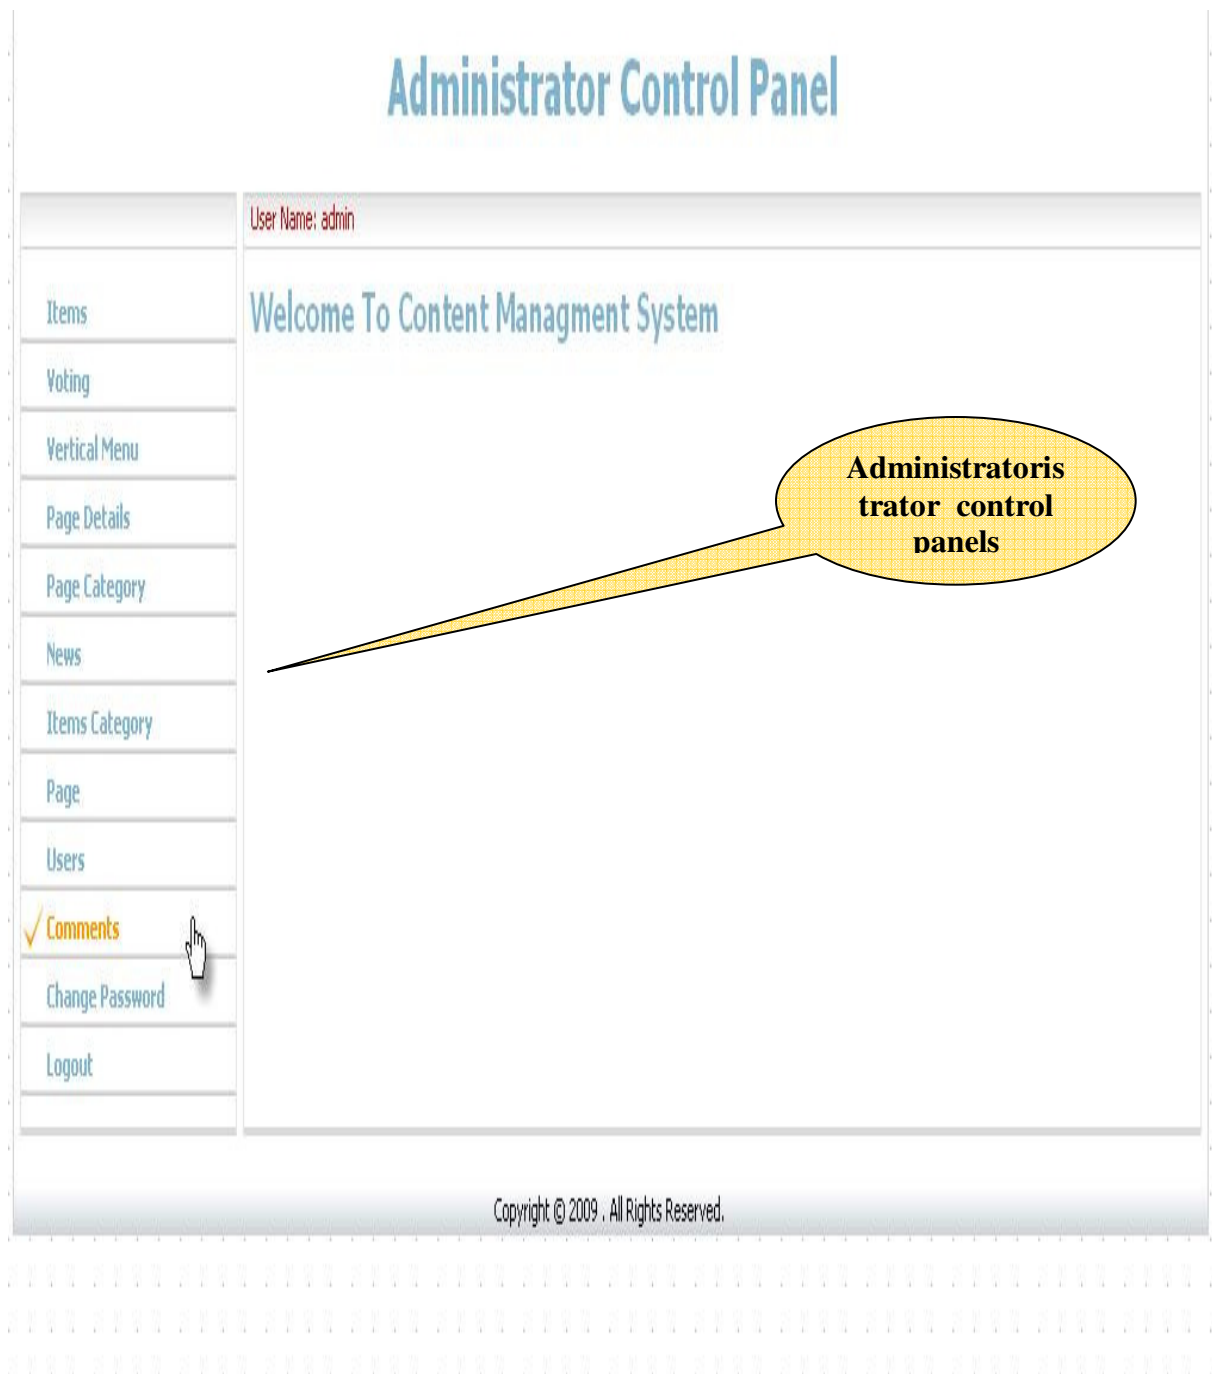 Administrator Control Panel
User Name: admin
Items
Voting
Vertical Menu
Page Details
Page Category
News
Items Category
Page
Users
Comments
Change Password
Logout
Welcome To Content Managment System
Administratoris
trator control
panels
Copyright © 2009 . All Rights Reserved.